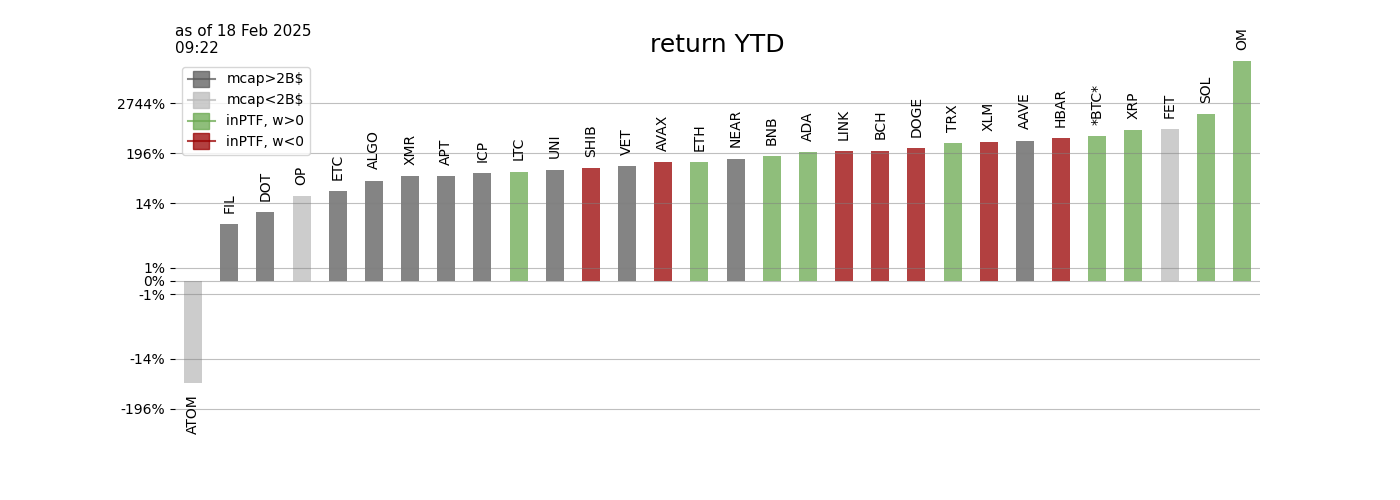 as of 18 Feb 2025
09:22
return YTD
mcap>2B$
mcap<2B$
inPTF, w>0
inPTF, w<0
2744%
196%
14%
1%
0%
-1%
-14%
-196%
ATOM
FIL
DOT
OP
ETC
ALGO
XMR
APT
ICP
LTC
UNI
SHIB
VET
AVAX
ETH
NEAR
BNB
ADA
LINK
BCH
DOGE
TRX
XLM
AAVE
HBAR
*BTC*
XRP
FET
SOL
OM